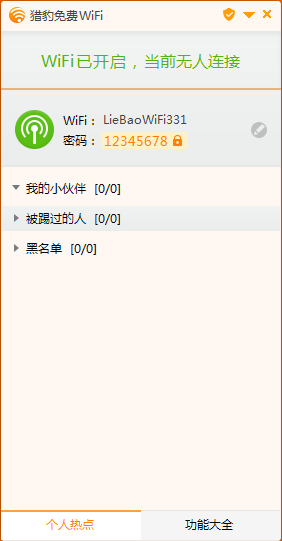 猎豹免费WiFi
WiFi已开启，当前无人连接
WiFi： LieBaoWiFi331
密码： 12345678
我的小伙伴 [0/0]
被踢过的人 [0/0]
黑名单 [0/0]
个人热点 功能大全